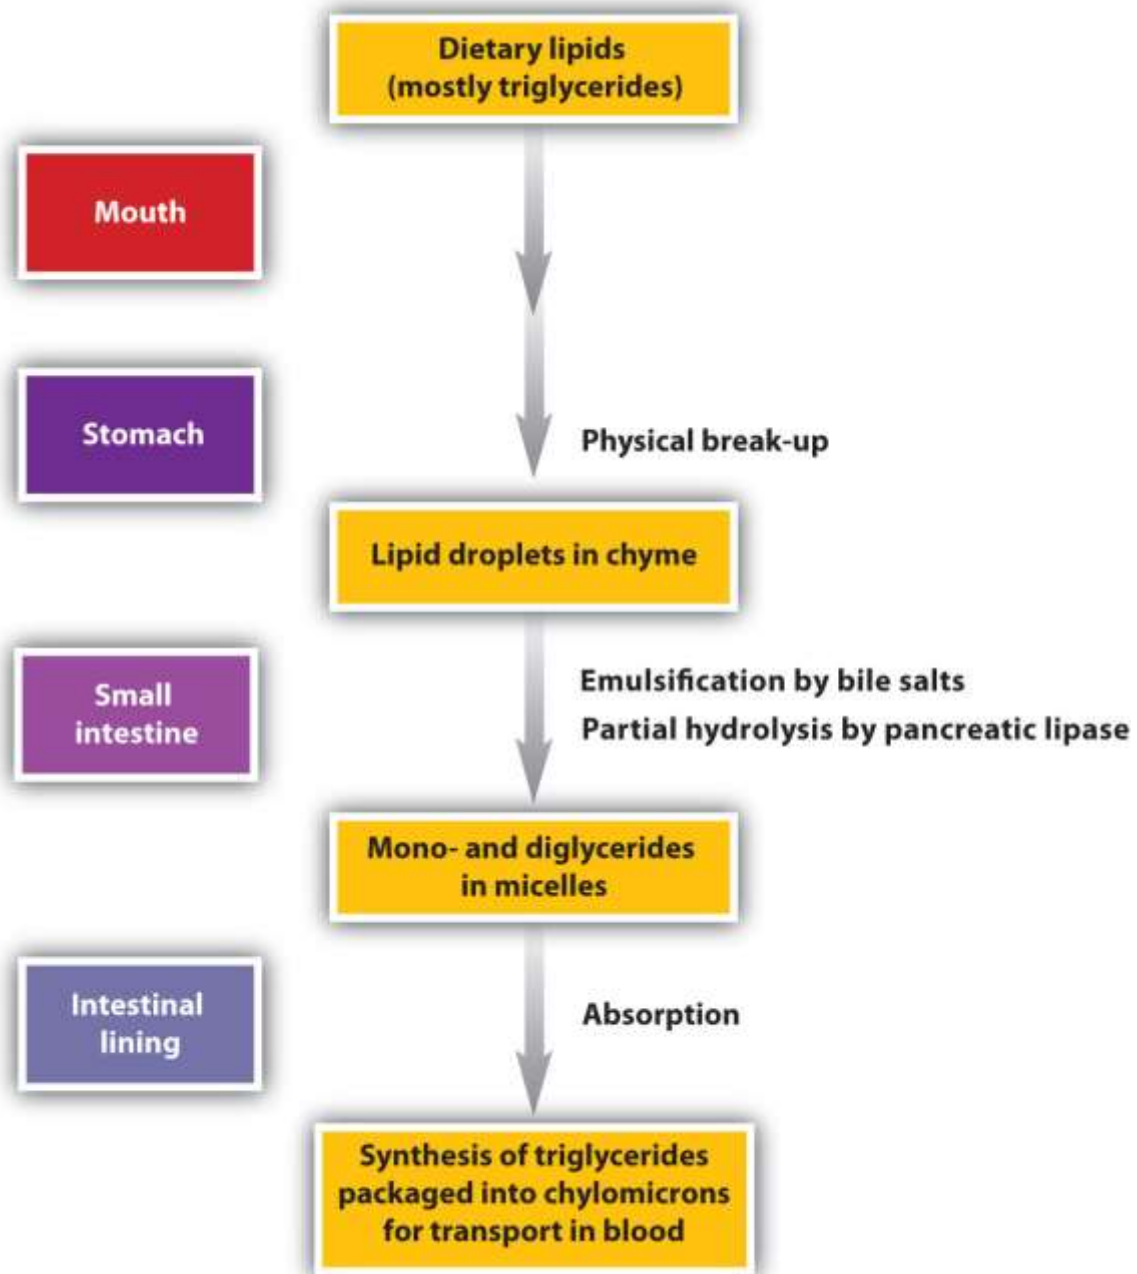 Dietary lipids
(mostly triglycerides)
Mouth
Stomach
Physical break-up
Lipid droplets in chyme
Small
intestine
Emulsification by bile salts
Partial hydrolysis by pancreatic lipase
Mono- and diglycerides
in micelles
Intestinal
lining
Absorption
Synthesis of triglycerides
packaged into chylomicrons
for transport in blood